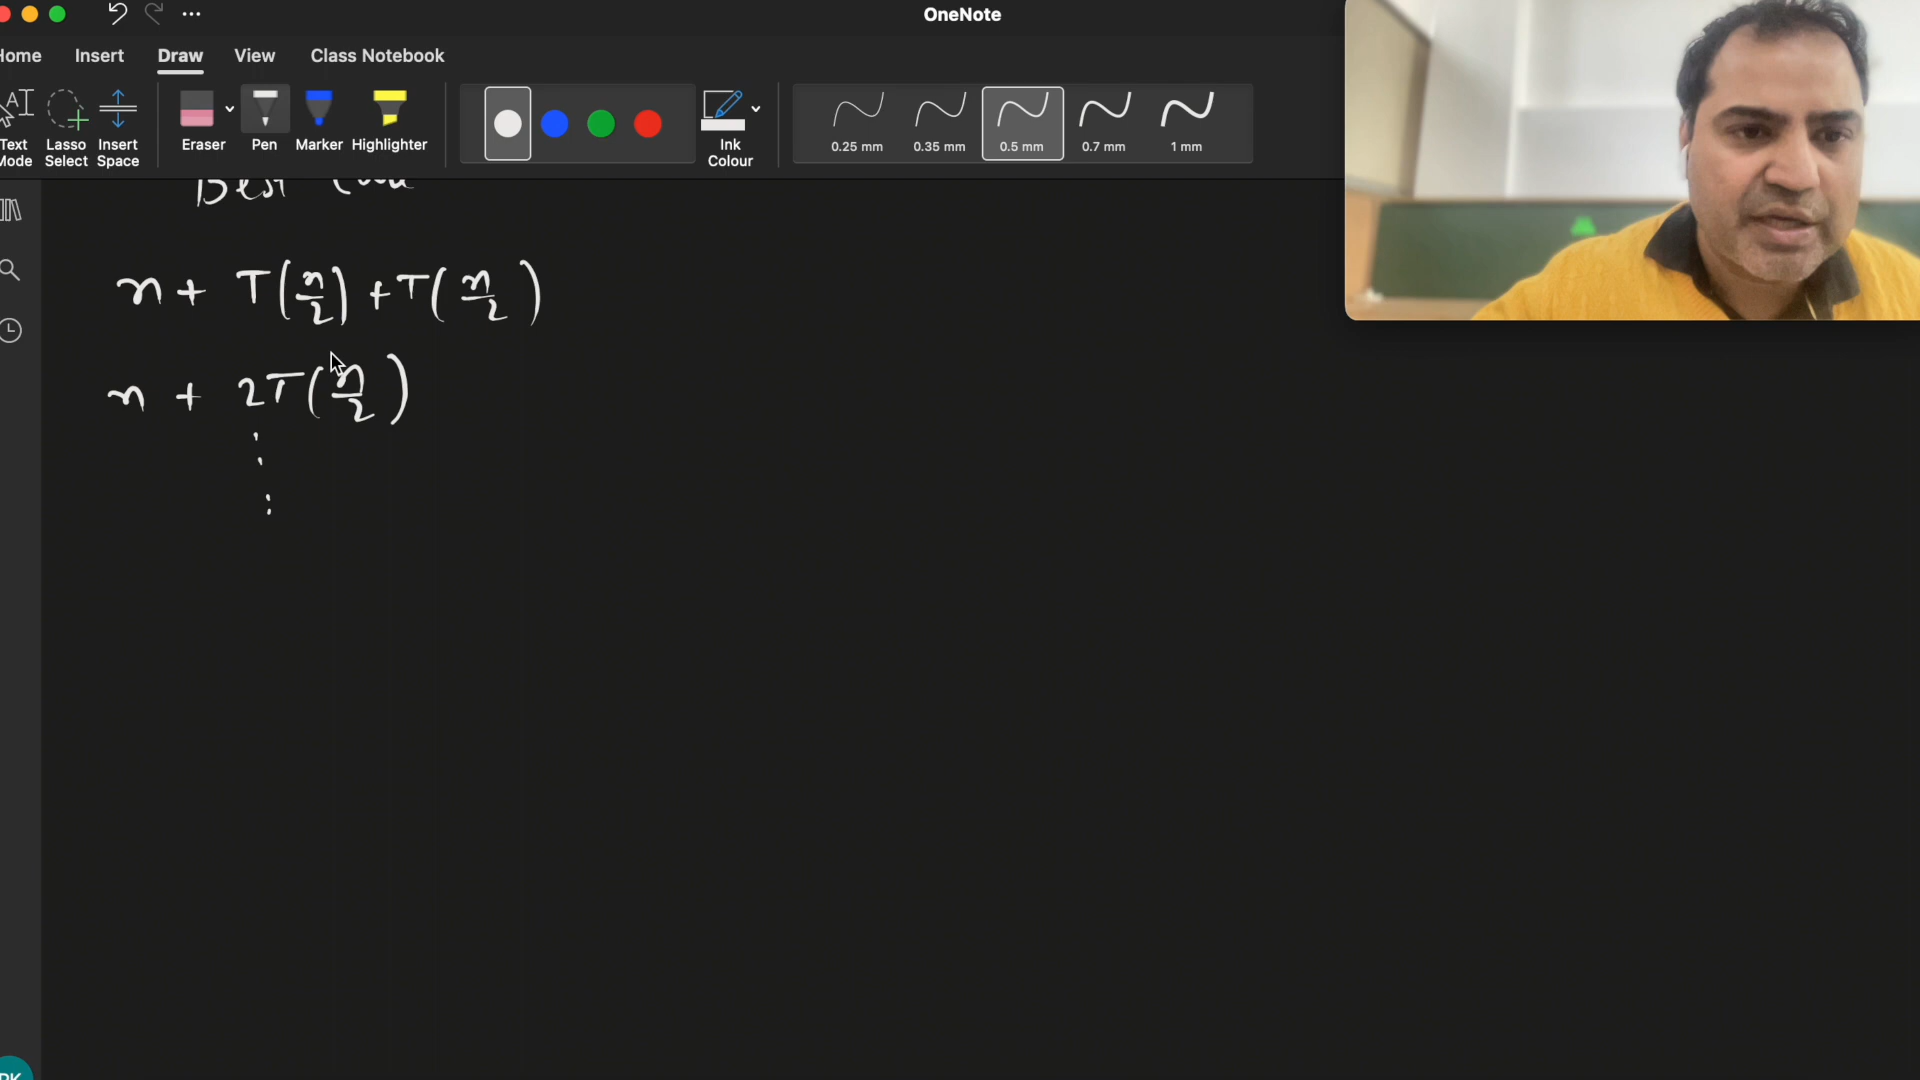 OneNote
Home Insert Draw View Class Notebook
Text Mode
Lasso Select
Insert Space
Eraser
Pen
Marker
Highlighter
Ink Colour
0.25 mm
0.35 mm
0.5 mm
0.7 mm
1 mm
Best
n + T(n/2) + T(n/2)
n + 2T(n/2)